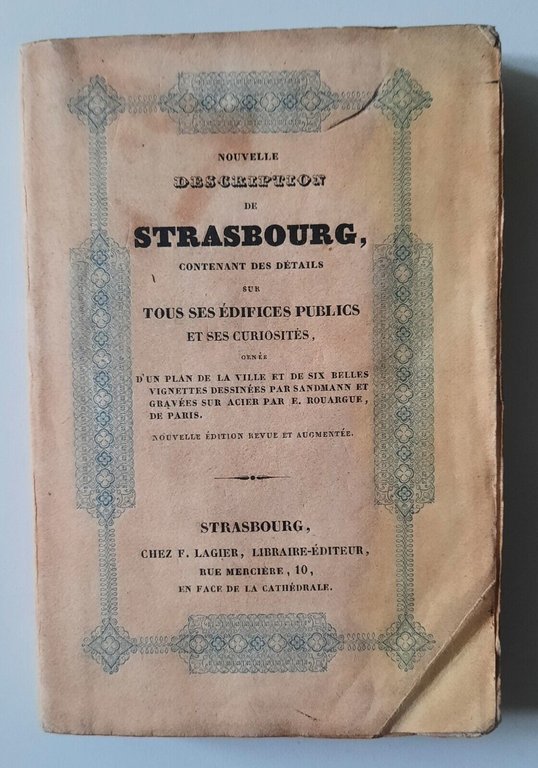 NOUVELLE
DESCRIPTION
DE
STRASBOURG,
CONTENANT DES DÉTAILS
SUR
TOUS SES ÉDIFICES PUBLICS
ET SES CURIOSITÉS,
ORNÉE
D'UN PLAN DE LA VILLE ET DE SIX BELLES
VIGNETTES DESSINÉES PAR SANDMANN ET
GRAVÉES SUR ACIER PAR E. ROUARGUE,
DE PARIS.
NOUVELLE ÉDITION REVUE ET AUGMENTÉE.
STRASBOURG,
CHEZ F. LAGIER, LIBRAIRE-ÉDITEUR,
RUE MERCIÈRE, 10,
EN FACE DE LA CATHÉDRALE.